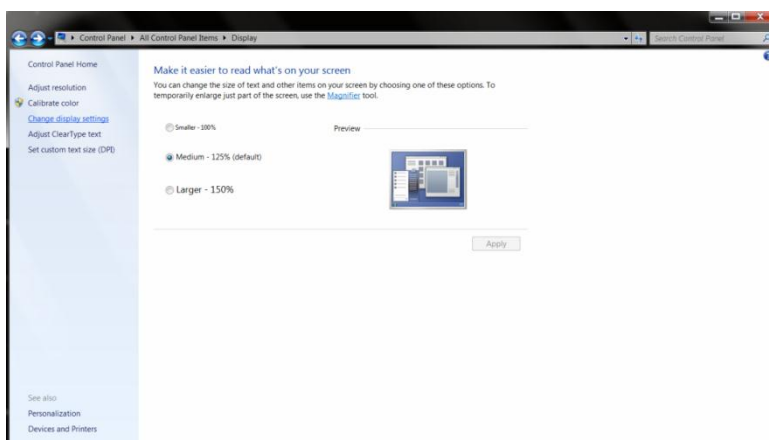 Control Panel ▸ All Control Panel Items ▸ Display
Search Control Panel
Control Panel Home
Adjust resolution
Calibrate color
Change display settings
Adjust ClearType text
Set custom text size (DPI)
Make it easier to read what's on your screen
You can change the size of text and other items on your screen by choosing one of these options. To
temporarily enlarge just part of the screen, use the Magnifier tool.
Smaller - 100%
Preview
Medium - 125% (default)
Larger - 150%
Apply
See also
Personalization
Devices and Printers